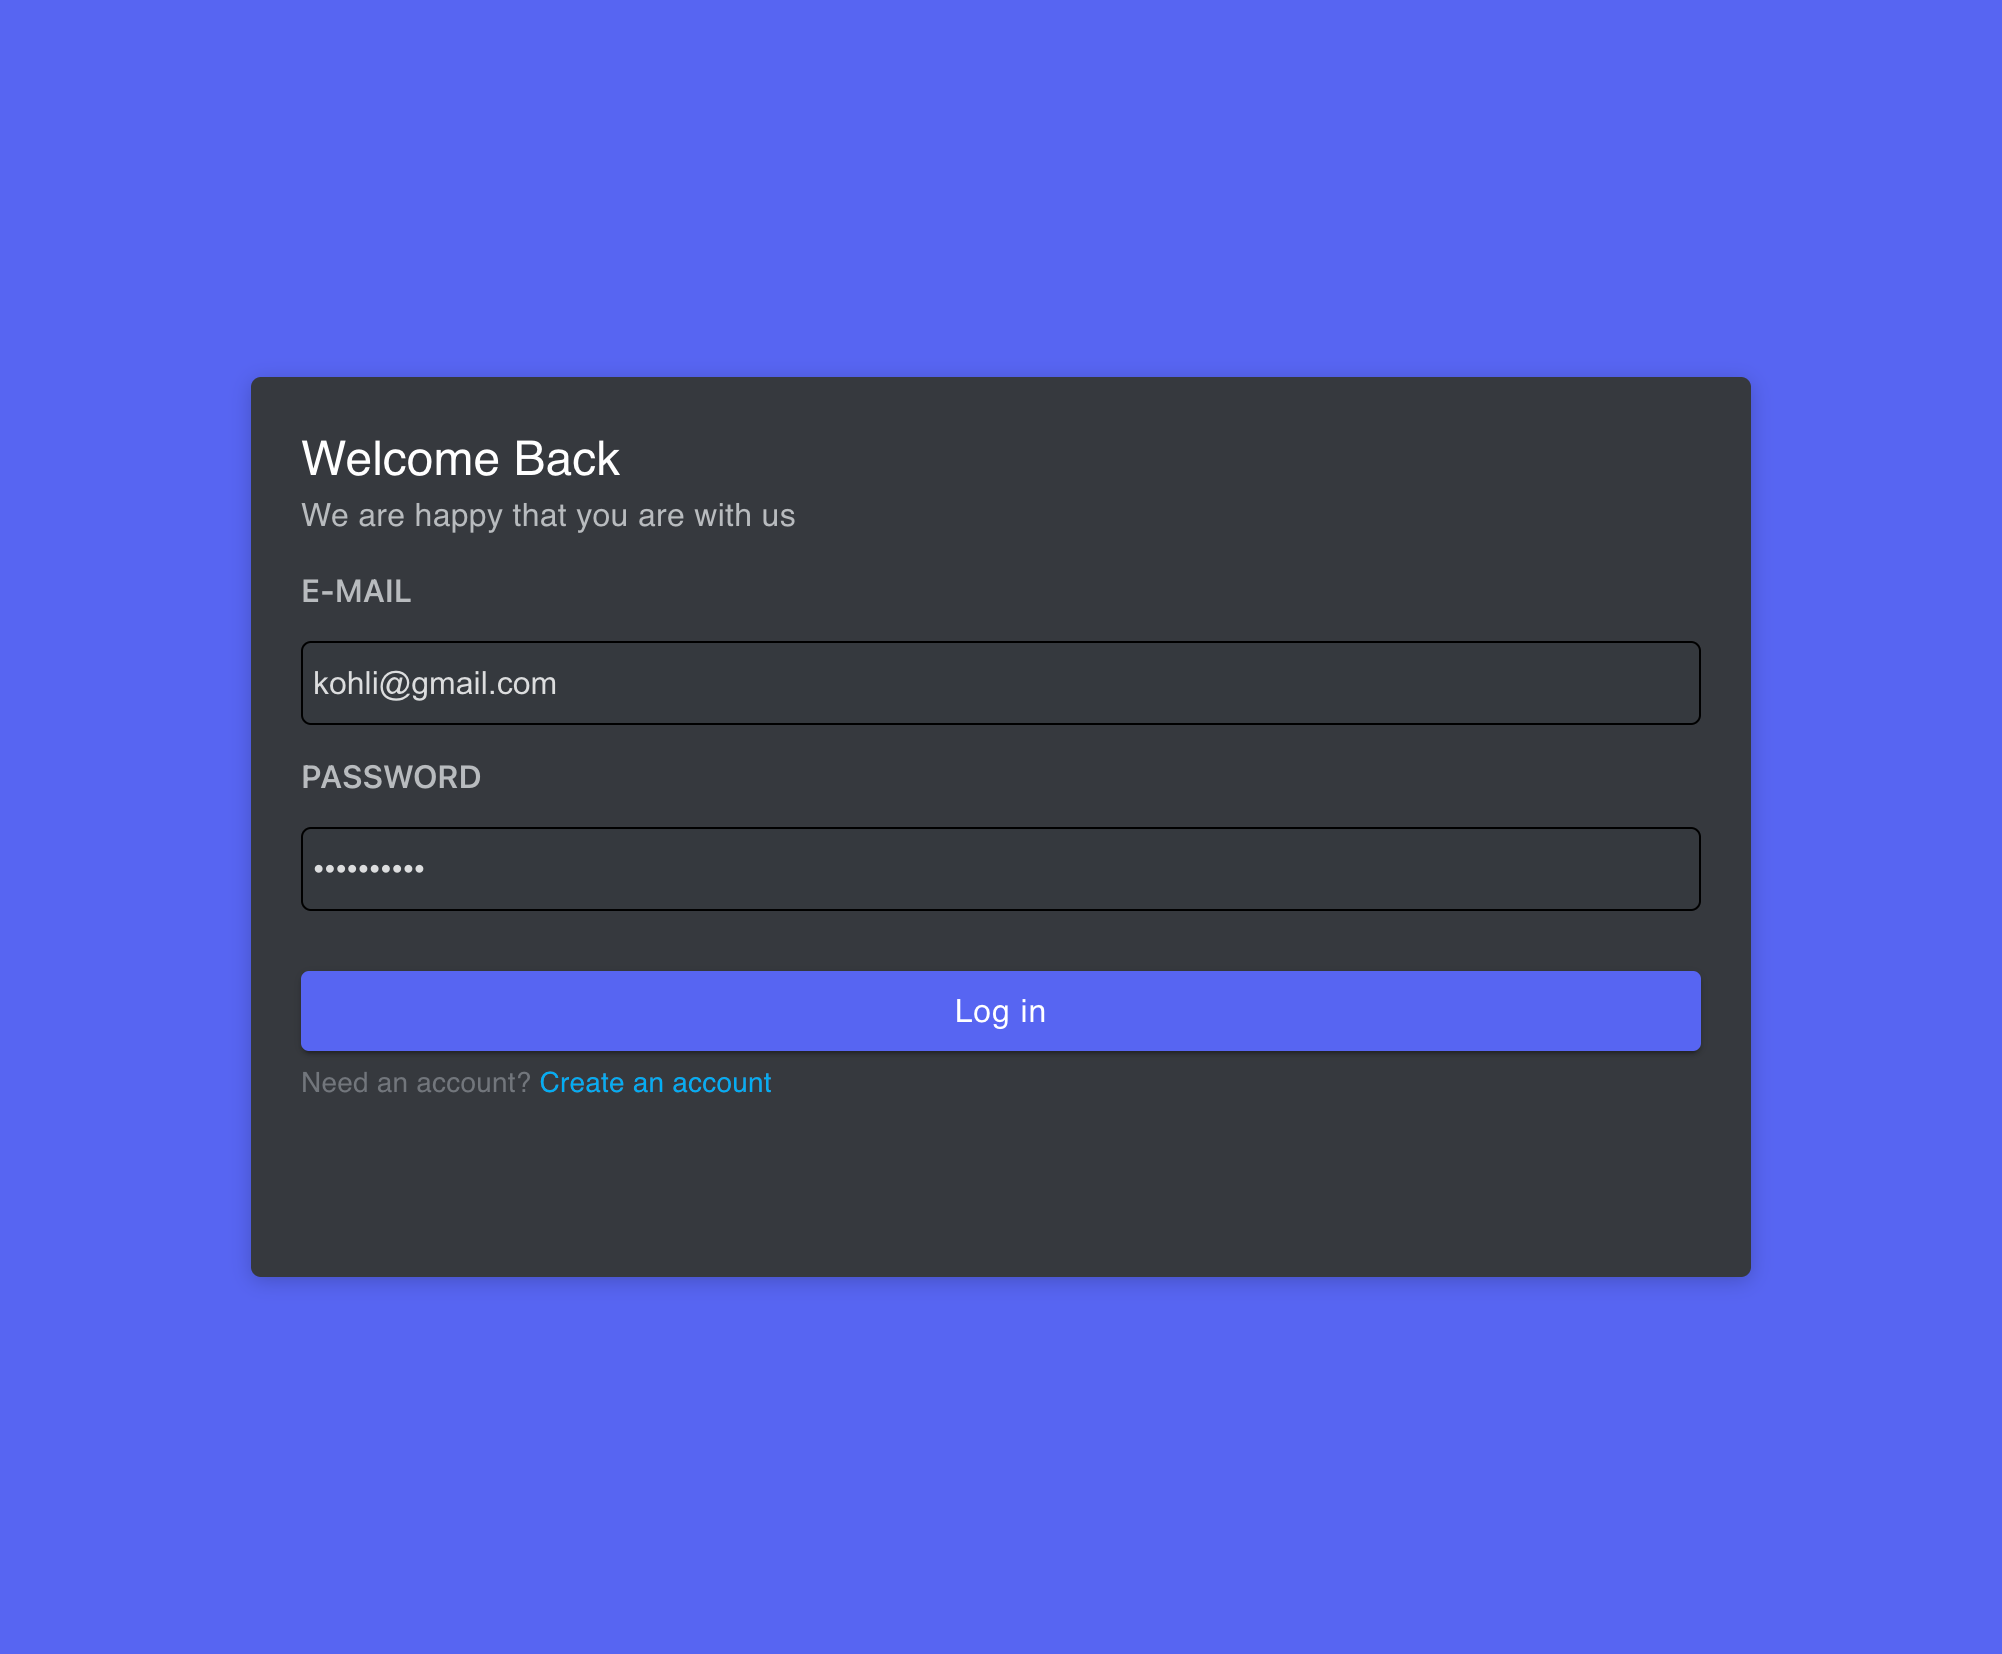 Welcome Back
We are happy that you are with us
E-MAIL
kohli@gmail.com
PASSWORD
••••••••••
Log in
Need an account? Create an account